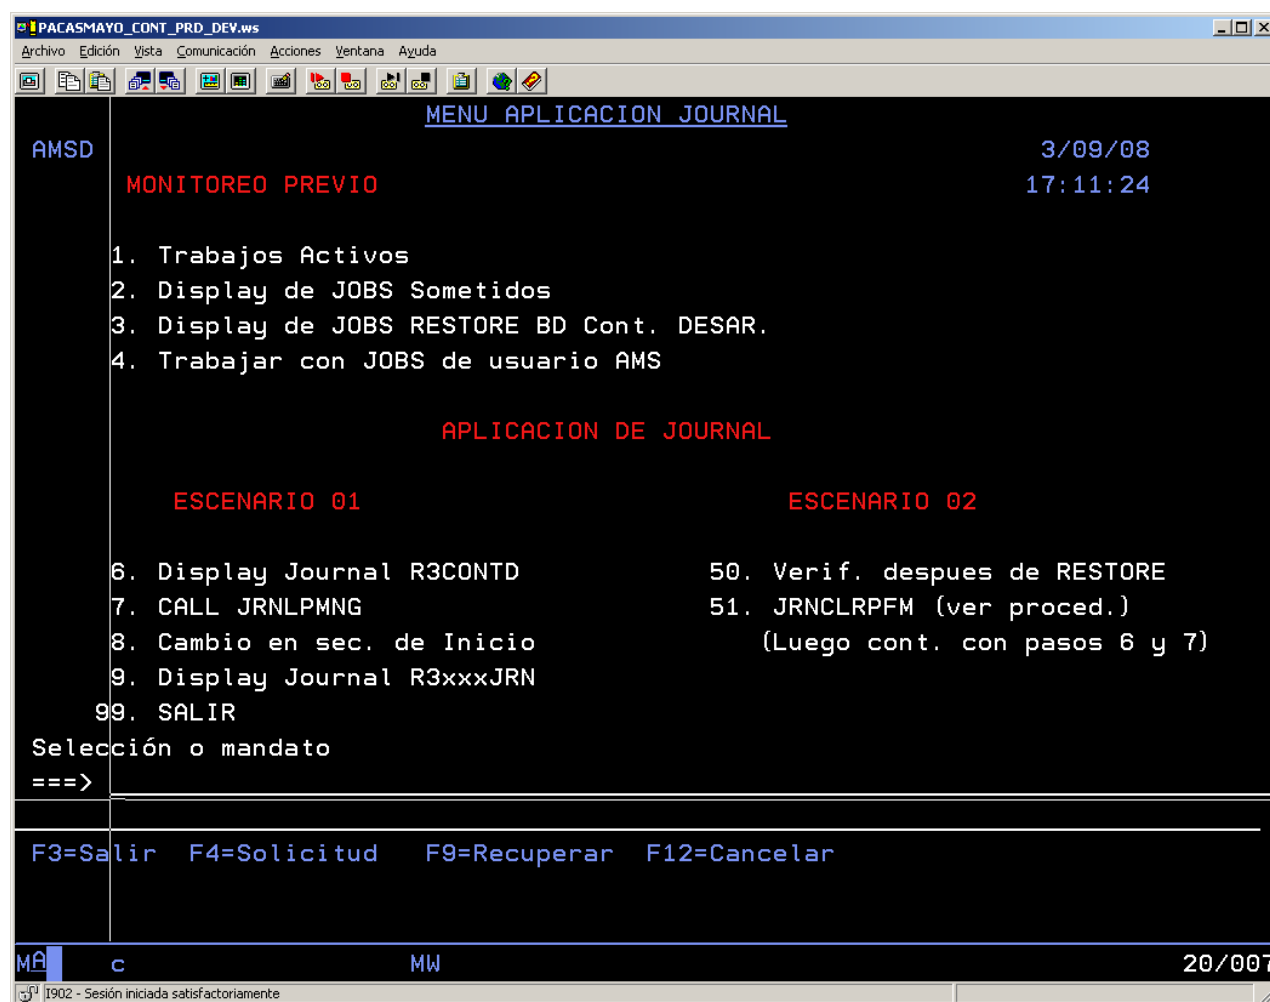 PACASMAYO_CONT_PRD_DEV.ws
Archivo Edición Vista Comunicación Acciones Ventana Ayuda
MENU APLICACION JOURNAL
AMSD 3/09/08
MONITOREO PREVIO 17:11:24
1. Trabajos Activos
2. Display de JOBS Sometidos
3. Display de JOBS RESTORE BD Cont. DESAR.
4. Trabajar con JOBS de usuario AMS
APLICACION DE JOURNAL
ESCENARIO 01 ESCENARIO 02
6. Display Journal R3CONTD 50. Verif. despues de RESTORE
7. CALL JRNLPMNG 51. JRNCLRPFM (ver proced.)
8. Cambio en sec. de Inicio (Luego cont. con pasos 6 y 7)
9. Display Journal R3xxxJRN
99. SALIR
Selección o mandato
===>
F3=Salir F4=Solicitud F9=Recuperar F12=Cancelar
MA c MW 20/007
I902 - Sesión iniciada satisfactoriamente